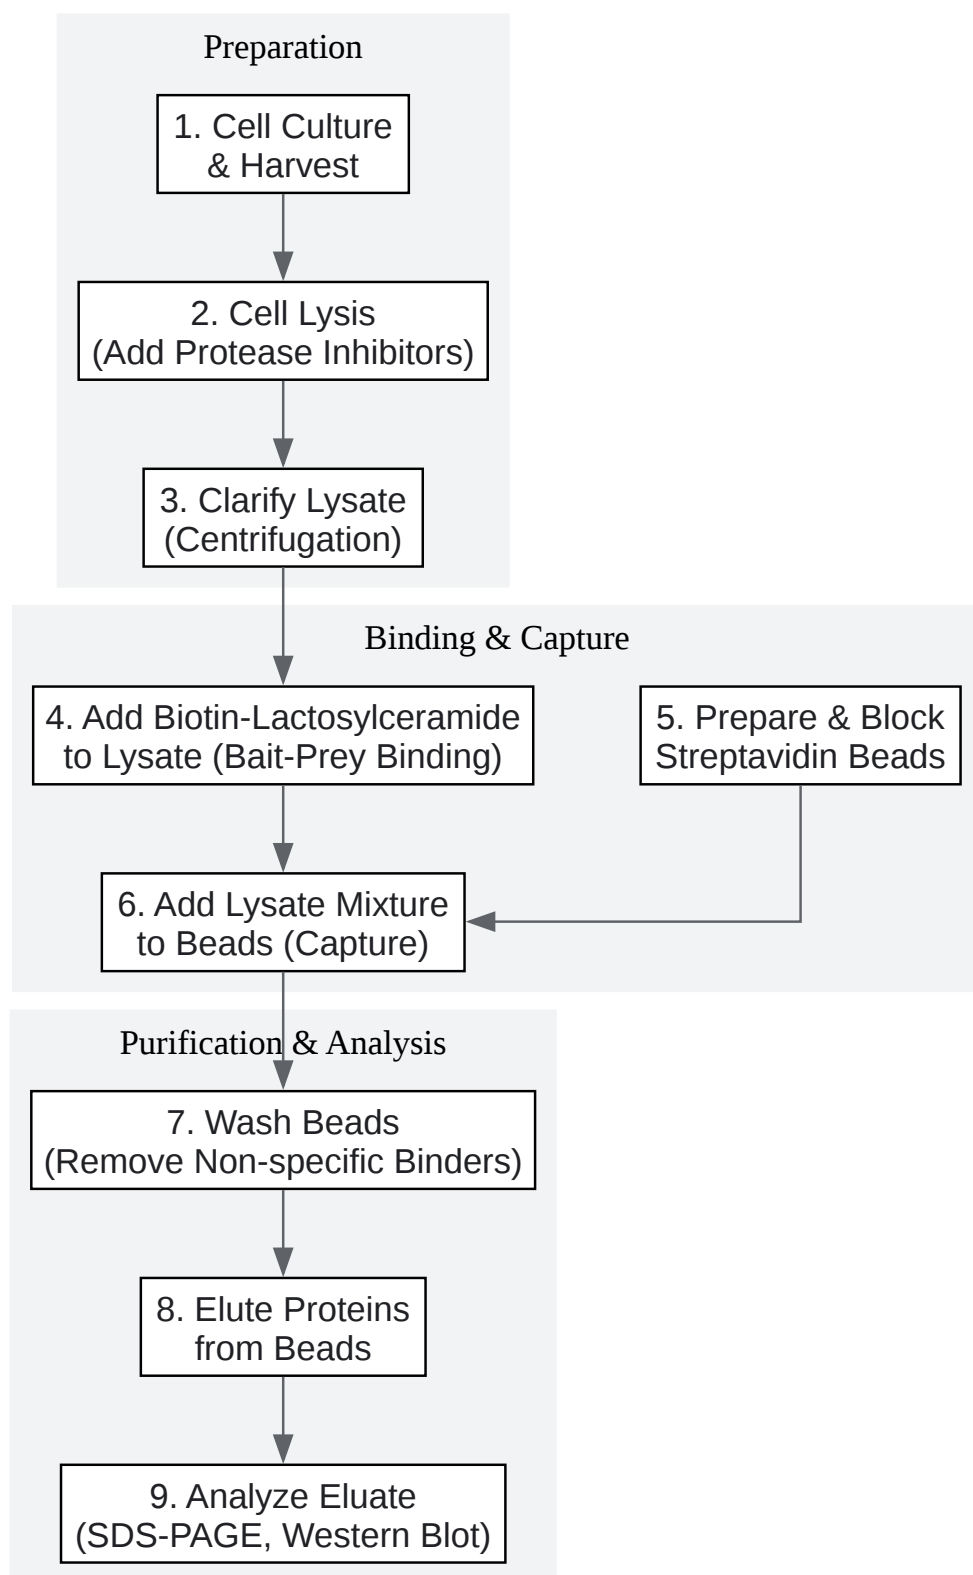 Preparation
1. Cell Culture
& Harvest
2. Cell Lysis
(Add Protease Inhibitors)
3. Clarify Lysate
(Centrifugation)
Binding & Capture
4. Add Biotin-Lactosylceramide
to Lysate (Bait-Prey Binding)
5. Prepare & Block
Streptavidin Beads
6. Add Lysate Mixture
to Beads (Capture)
Purification & Analysis
7. Wash Beads
(Remove Non-specific Binders)
8. Elute Proteins
from Beads
9. Analyze Eluate
(SDS-PAGE, Western Blot)